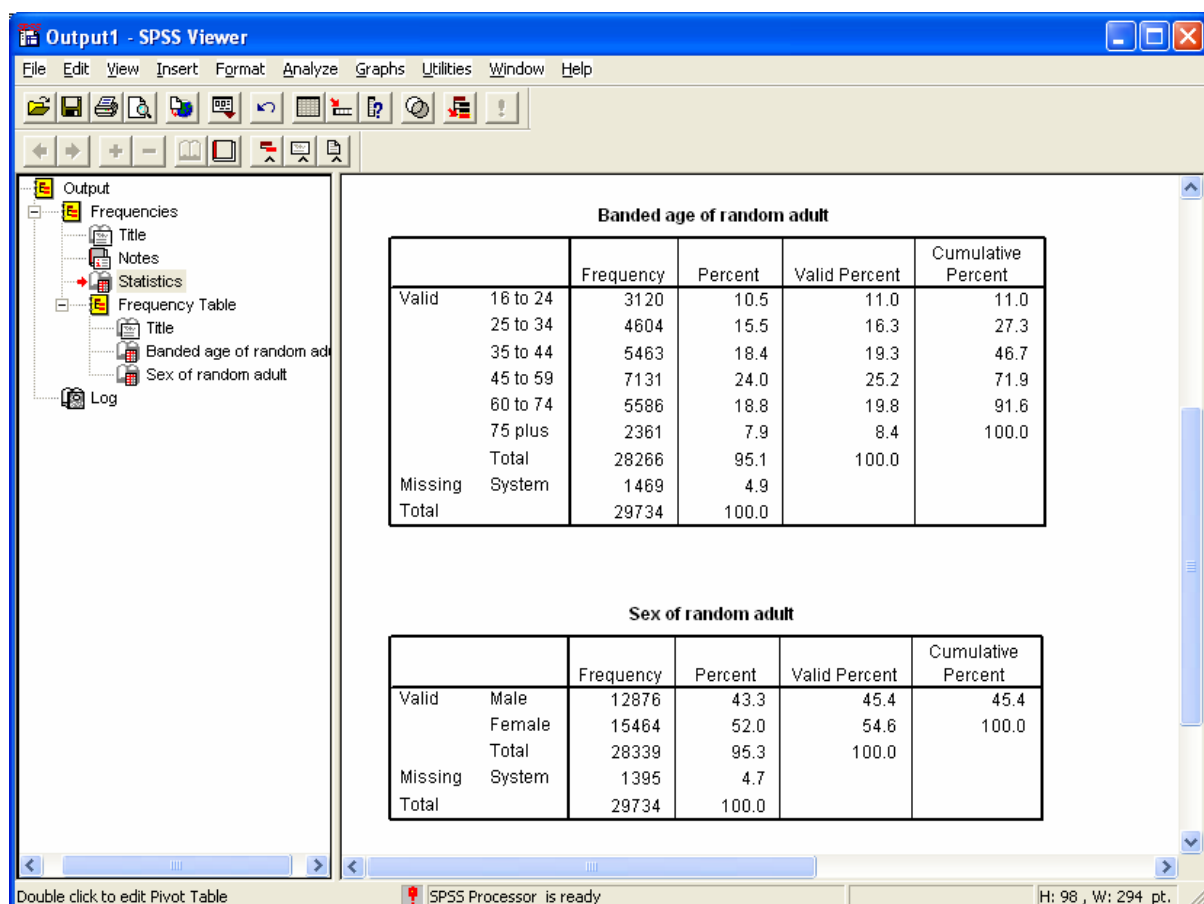 Output1 - SPSS Viewer
File Edit View Insert Format Analyze Graphs Utilities Window Help
Output
Frequencies
Title
Notes
Statistics
Frequency Table
Title
Banded age of random adu
Sex of random adult
Log
Banded age of random adult
Frequency Percent Valid Percent Cumulative Percent
Valid 16 to 24 3120 10.5 11.0 11.0
25 to 34 4604 15.5 16.3 27.3
35 to 44 5463 18.4 19.3 46.7
45 to 59 7131 24.0 25.2 71.9
60 to 74 5586 18.8 19.8 91.6
75 plus 2361 7.9 8.4 100.0
Total 28266 95.1 100.0
Missing System 1469 4.9
Total 29734 100.0
Sex of random adult
Frequency Percent Valid Percent Cumulative Percent
Valid Male 12876 43.3 45.4 45.4
Female 15464 52.0 54.6 100.0
Total 28339 95.3 100.0
Missing System 1395 4.7
Total 29734 100.0
Double click to edit Pivot Table SPSS Processor is ready H: 98 , W: 294 pt.